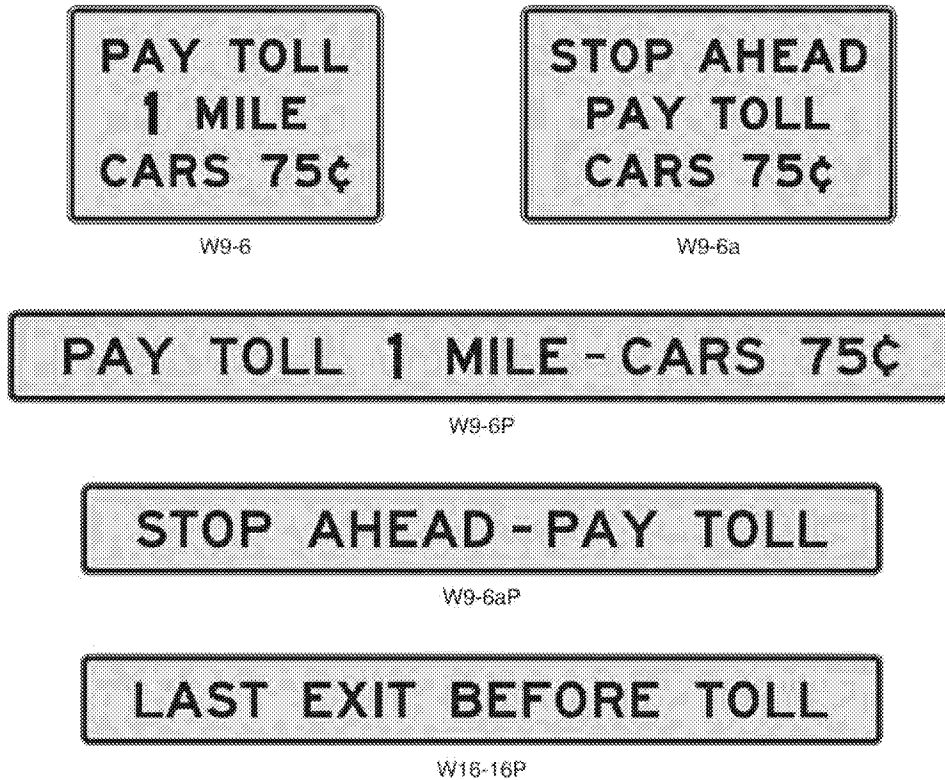 PAY TOLL
1 MILE
CARS 75¢
W9-6
STOP AHEAD
PAY TOLL
CARS 75¢
W9-6a
PAY TOLL 1 MILE - CARS 75¢
W9-6P
STOP AHEAD - PAY TOLL
W9-6aP
LAST EXIT BEFORE TOLL
W16-16P